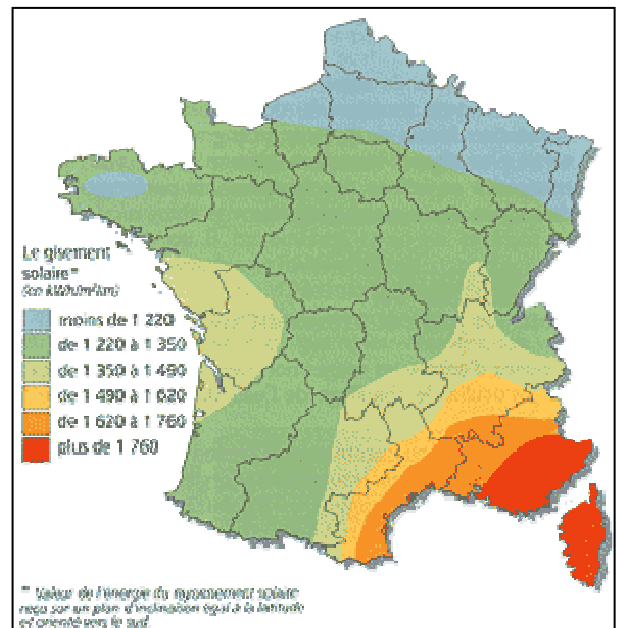 Le gisement
solaire*
(en kWh/m²/an)
moins de 1 220
de 1 220 à 1 350
de 1 350 à 1 490
de 1 490 à 1 620
de 1 620 à 1 760
plus de 1 760
* Valeur de l'énergie du rayonnement solaire
reçu sur un plan d'inclinaison égal à la latitude
et orienté vers le sud.